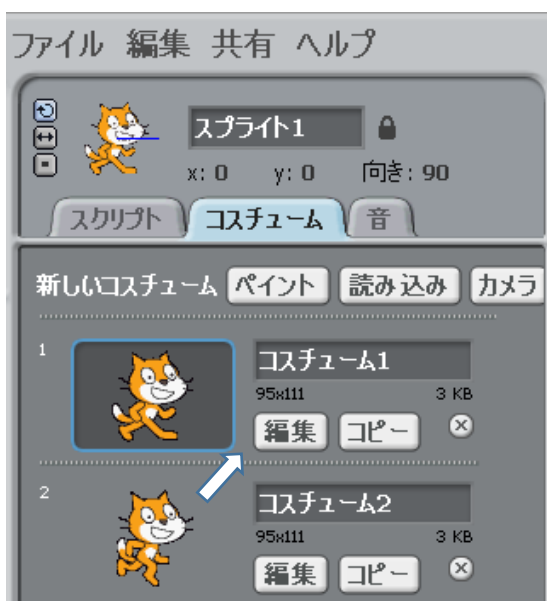 ファイル 編集 共有 ヘルプ
スプライト1
x: 0 y: 0 向き: 90
スクリプト コスチューム 音
新しいコスチューム ペイント 読み込み カメラ
1
コスチューム1
95x111 3 KB
編集 コピー
2
コスチューム2
95x111 3 KB
編集 コピー